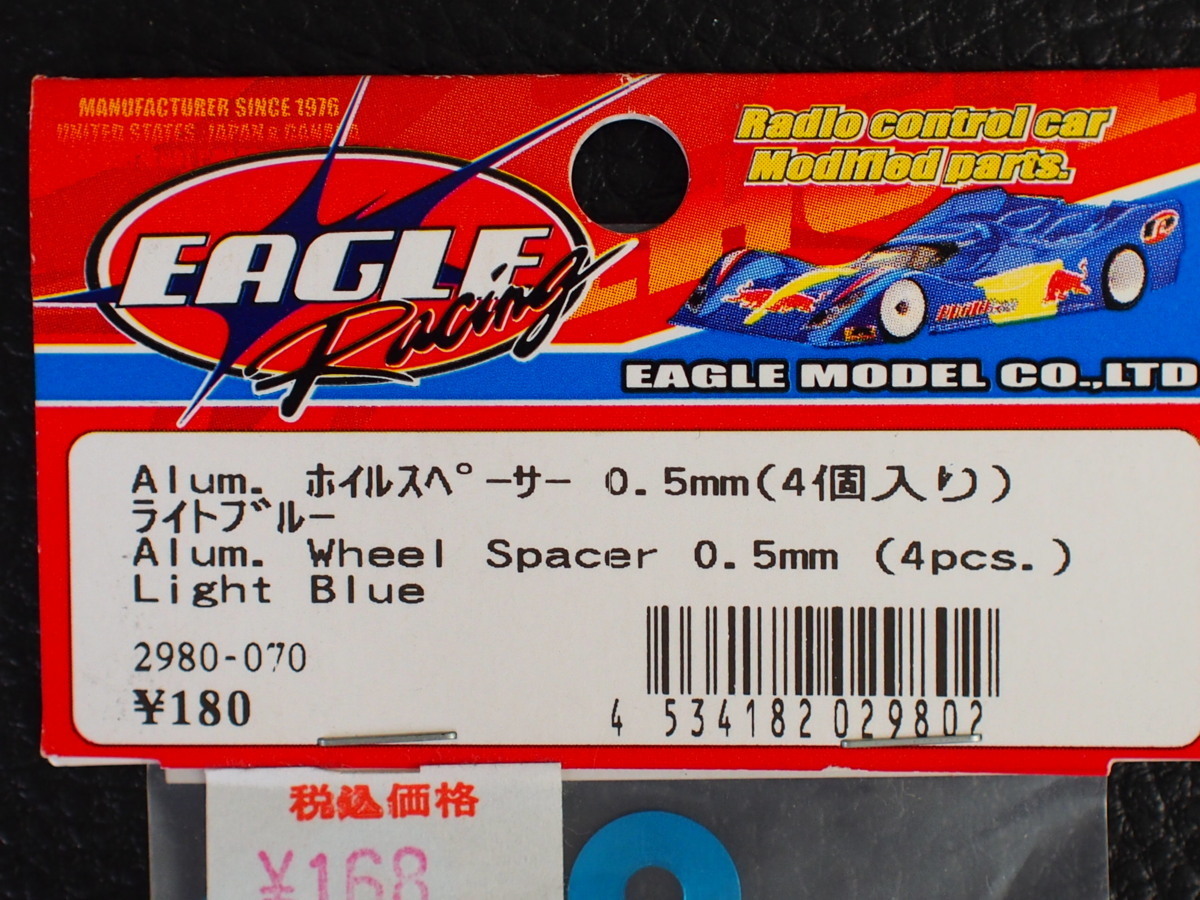 MANUFACTURER SINCE 1976
UNITED STATES, JAPAN & CANADA
EAGLE
Racing
Radio control car
Modified parts.
EAGLE MODEL CO.,LTD
Alum. ホイルスペーサー 0.5mm(4個入り)
ライトブルー
Alum. Wheel Spacer 0.5mm (4pcs.)
Light Blue
2980-070
¥180
4 534182 029802
税込価格
¥168